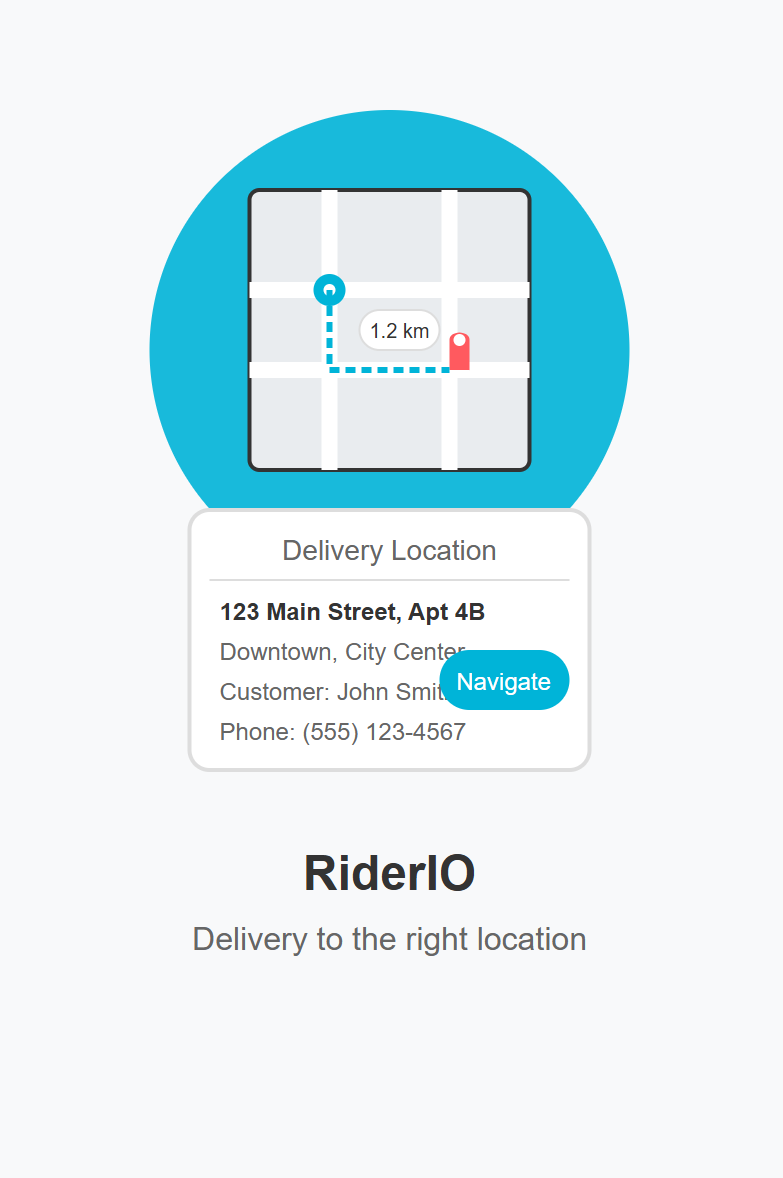 1.2 km
Delivery Location
123 Main Street, Apt 4B
Downtown, City Center
Customer: John Smit
Navigate
Phone: (555) 123-4567
RiderIO
Delivery to the right location